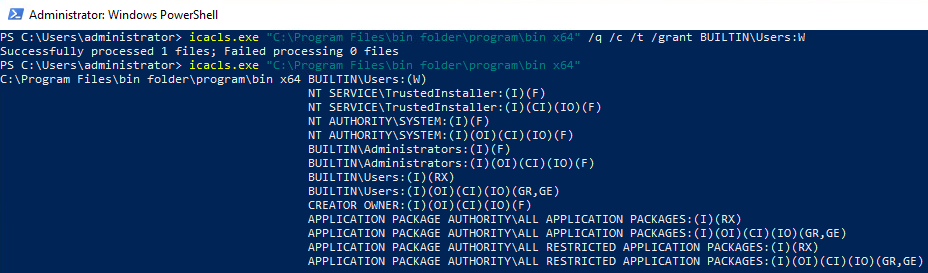 Administrator: Windows PowerShell
PS C:\Users\administrator> icacls.exe "C:\Program Files\bin folder\program\bin x64" /q /c /t /grant BUILTIN\Users:W
Successfully processed 1 files; Failed processing 0 files
PS C:\Users\administrator> icacls.exe "C:\Program Files\bin folder\program\bin x64"
C:\Program Files\bin folder\program\bin x64 BUILTIN\Users:(W)
NT SERVICE\TrustedInstaller:(I)(F)
NT SERVICE\TrustedInstaller:(I)(CI)(IO)(F)
NT AUTHORITY\SYSTEM:(I)(F)
NT AUTHORITY\SYSTEM:(I)(OI)(CI)(IO)(F)
BUILTIN\Administrators:(I)(F)
BUILTIN\Administrators:(I)(OI)(CI)(IO)(F)
BUILTIN\Users:(I)(RX)
BUILTIN\Users:(I)(OI)(CI)(IO)(GR,GE)
CREATOR OWNER:(I)(OI)(CI)(IO)(F)
APPLICATION PACKAGE AUTHORITY\ALL APPLICATION PACKAGES:(I)(RX)
APPLICATION PACKAGE AUTHORITY\ALL APPLICATION PACKAGES:(I)(OI)(CI)(IO)(GR,GE)
APPLICATION PACKAGE AUTHORITY\ALL RESTRICTED APPLICATION PACKAGES:(I)(RX)
APPLICATION PACKAGE AUTHORITY\ALL RESTRICTED APPLICATION PACKAGES:(I)(OI)(CI)(IO)(GR,GE)